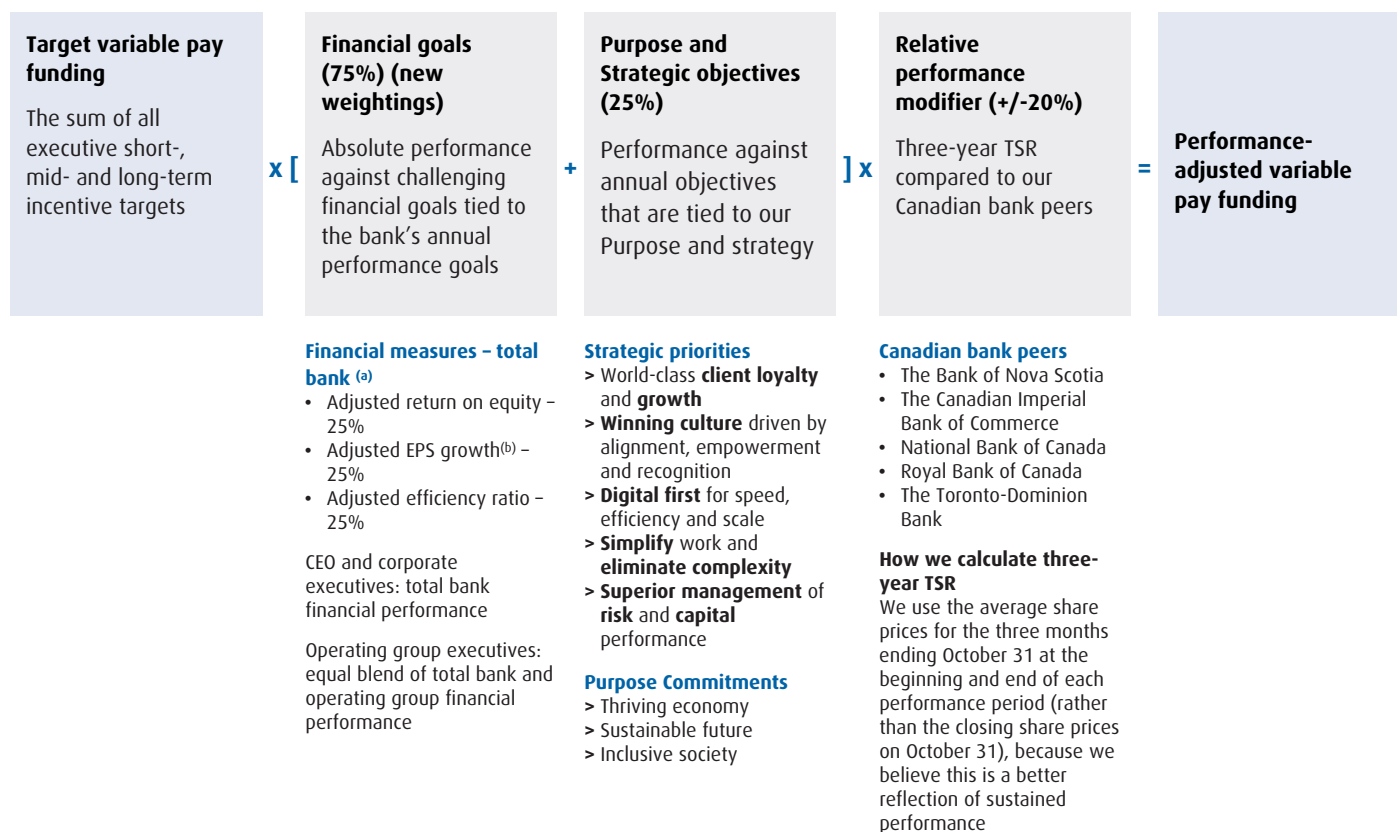 Target variable pay
funding
The sum of all
executive short-,
mid- and long-term
incentive targets
x [
Financial goals
(75%) (new
weightings)
Absolute performance
against challenging
financial goals tied to
the bank's annual
performance goals
+
Purpose and
Strategic objectives
(25%)
Performance against
annual objectives
that are tied to our
Purpose and strategy
] x
Relative
performance
modifier (+/-20%)
Three-year TSR
compared to our
Canadian bank peers
=
Performance-
adjusted variable
pay funding
Financial measures – total
bank (a)
• Adjusted return on equity –
25%
• Adjusted EPS growth(b) –
25%
• Adjusted efficiency ratio –
25%
CEO and corporate
executives: total bank
financial performance
Operating group executives:
equal blend of total bank and
operating group financial
performance
Strategic priorities
> World-class client loyalty
and growth
> Winning culture driven by
alignment, empowerment
and recognition
> Digital first for speed,
efficiency and scale
> Simplify work and
eliminate complexity
> Superior management of
risk and capital
performance
Purpose Commitments
> Thriving economy
> Sustainable future
> Inclusive society
Canadian bank peers
• The Bank of Nova Scotia
• The Canadian Imperial
Bank of Commerce
• National Bank of Canada
• Royal Bank of Canada
• The Toronto-Dominion
Bank
How we calculate three-
year TSR
We use the average share
prices for the three months
ending October 31 at the
beginning and end of each
performance period (rather
than the closing share prices
on October 31), because we
believe this is a better
reflection of sustained
performance